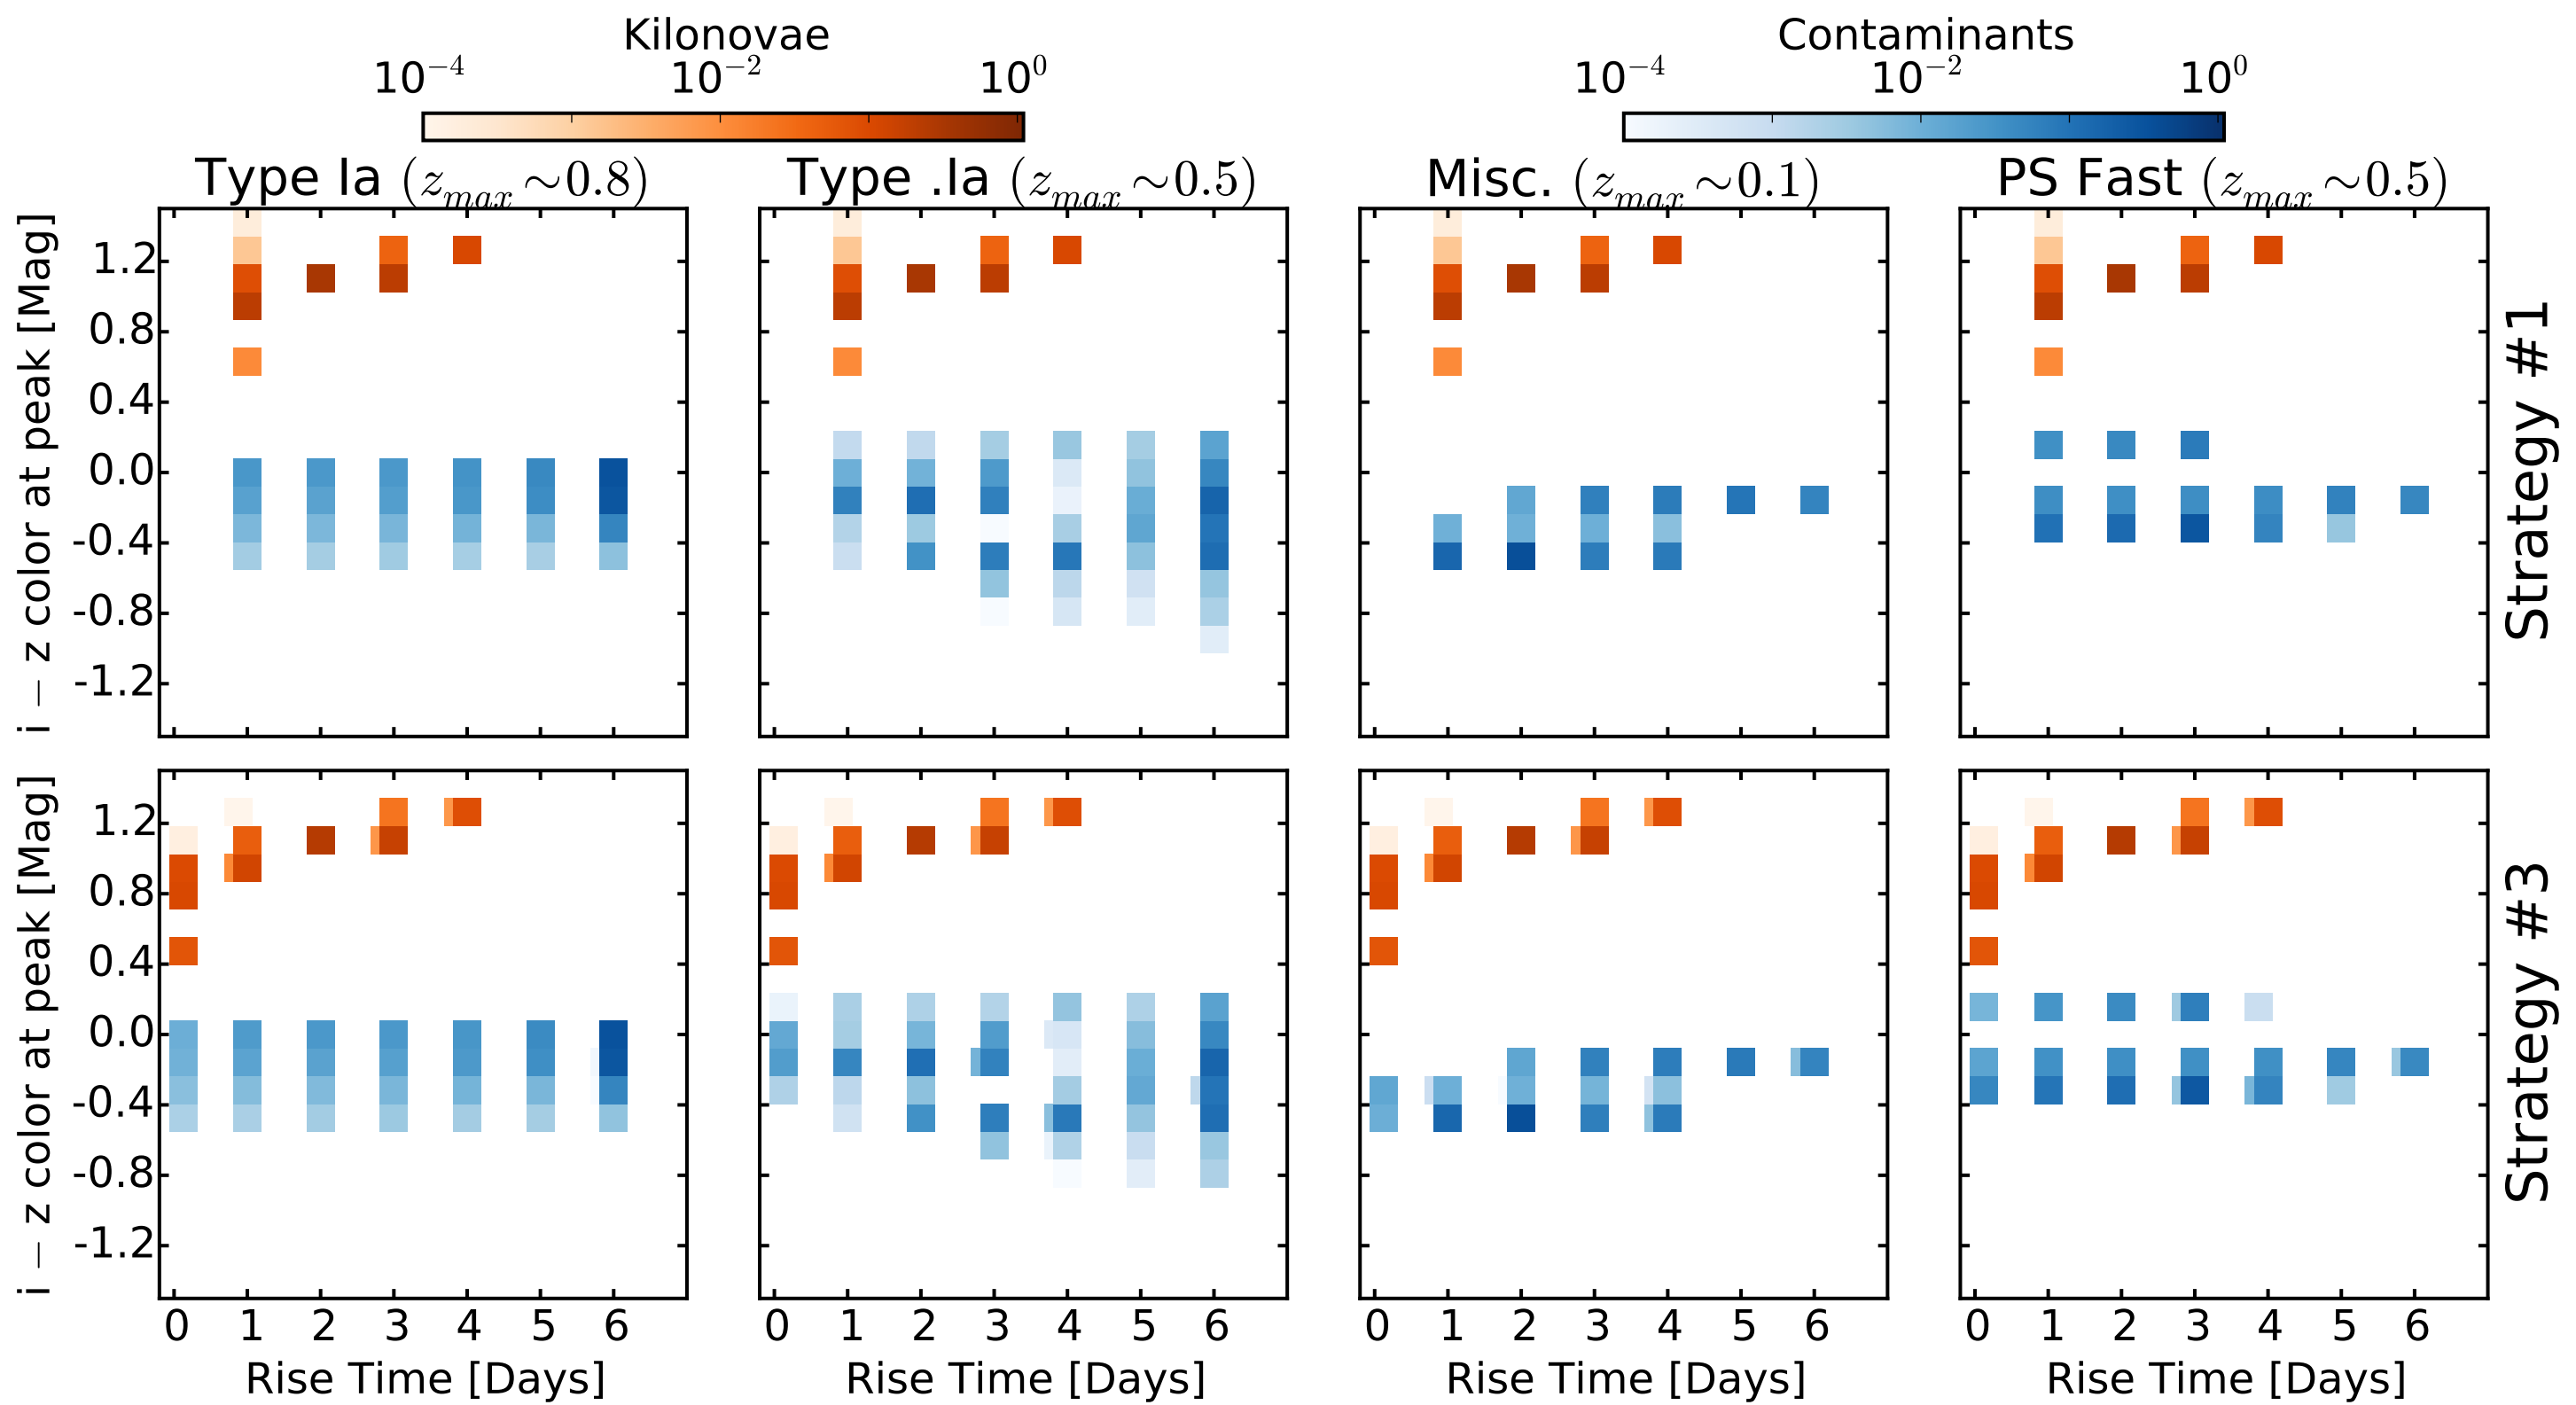 Kilonovae
Contaminants
10⁻⁴ 10⁻² 10⁰
10⁻⁴ 10⁻² 10⁰
Type Ia (z_max ~0.8)
Type .Ia (z_max ~0.5)
Misc. (z_max ~0.1)
PS Fast (z_max ~0.5)
i − z color at peak [Mag]
1.2
0.8
0.4
0.0
-0.4
-0.8
-1.2
Strategy #1
i − z color at peak [Mag]
1.2
0.8
0.4
0.0
-0.4
-0.8
-1.2
Strategy #3
0 1 2 3 4 5 6
0 1 2 3 4 5 6
0 1 2 3 4 5 6
0 1 2 3 4 5 6
Rise Time [Days]
Rise Time [Days]
Rise Time [Days]
Rise Time [Days]